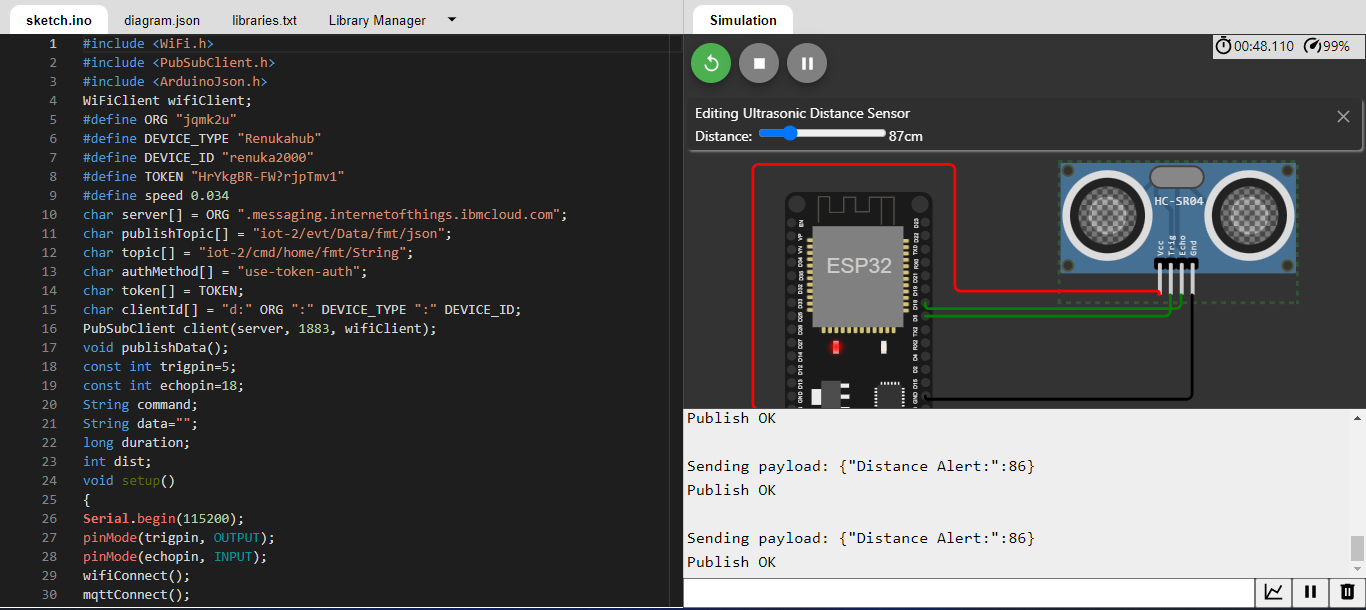 sketch.ino diagram.json libraries.txt Library Manager
1 #include <WiFi.h>
2 #include <PubSubClient.h>
3 #include <ArduinoJson.h>
4 WiFiClient wifiClient;
5 #define ORG "jqmk2u"
6 #define DEVICE_TYPE "Renukahub"
7 #define DEVICE_ID "renuka2000"
8 #define TOKEN "HrYkgBR-FW?rjpTmv1"
9 #define speed 0.034
10 char server[] = ORG ".messaging.internetofthings.ibmcloud.com";
11 char publishTopic[] = "iot-2/evt/Data/fmt/json";
12 char topic[] = "iot-2/cmd/home/fmt/String";
13 char authMethod[] = "use-token-auth";
14 char token[] = TOKEN;
15 char clientId[] = "d:" ORG ":" DEVICE_TYPE ":" DEVICE_ID;
16 PubSubClient client(server, 1883, wifiClient);
17 void publishData();
18 const int trigpin=5;
19 const int echopin=18;
20 String command;
21 String data="";
22 long duration;
23 int dist;
24 void setup()
25 {
26 Serial.begin(115200);
27 pinMode(trigpin, OUTPUT);
28 pinMode(echopin, INPUT);
29 wifiConnect();
30 mqttConnect();
Simulation
00:48.110 99%
Editing Ultrasonic Distance Sensor
Distance: 87cm
HC-SR04
Vcc
Trig
Echo
Gnd
ESP32
Publish OK
Sending payload: {"Distance Alert:":86}
Publish OK
Sending payload: {"Distance Alert:":86}
Publish OK